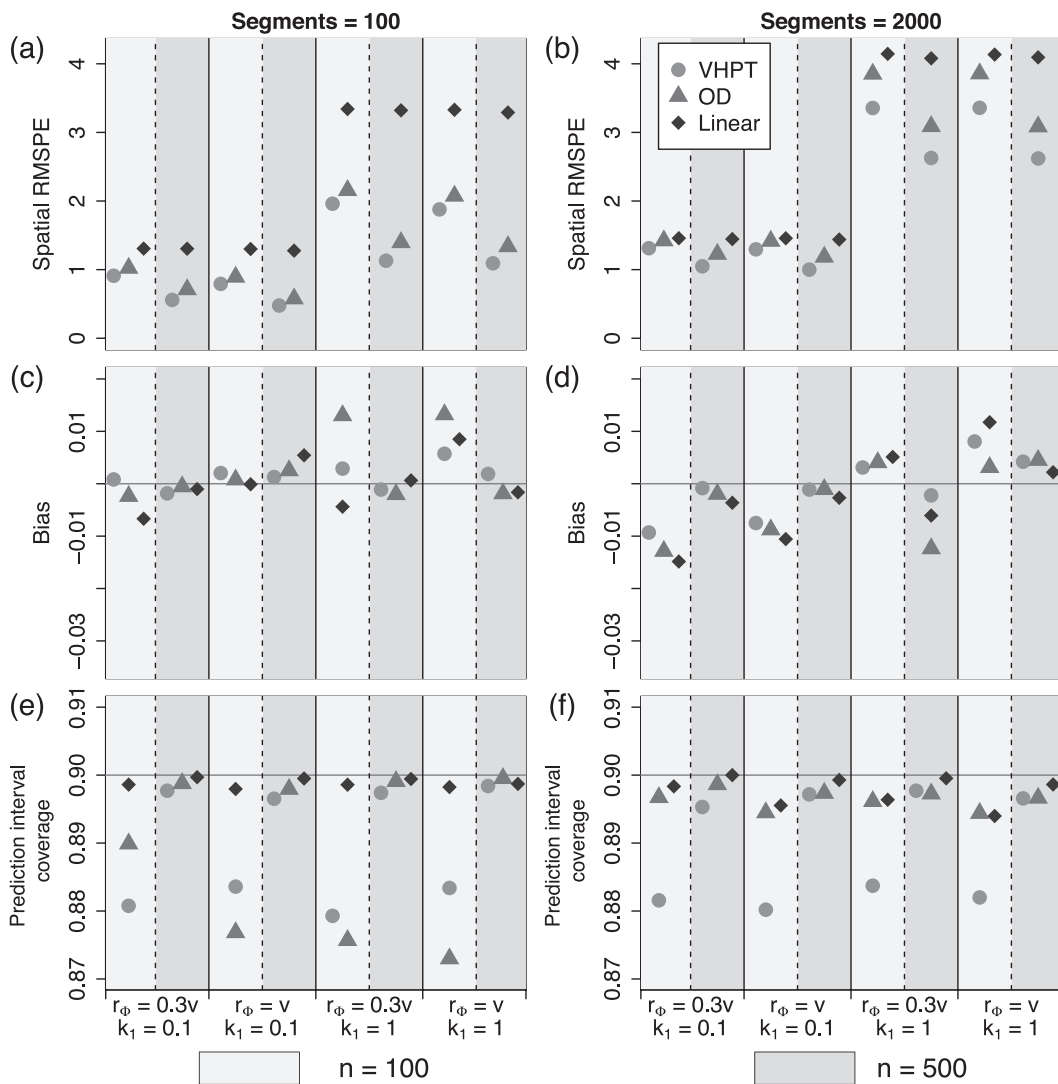 Segments = 100
Segments = 2000
(a)
(b)
Spatial RMSPE
4
3
2
1
0
Spatial RMSPE
4
3
2
1
0
VHPT
OD
Linear
(c)
(d)
Bias
0.01
−0.01
−0.03
Bias
0.01
−0.01
−0.03
(e)
(f)
Prediction interval
coverage
0.91
0.90
0.89
0.88
0.87
Prediction interval
coverage
0.91
0.90
0.89
0.88
0.87
rΦ = 0.3v
k1 = 0.1
rΦ = v
k1 = 0.1
rΦ = 0.3v
k1 = 1
rΦ = v
k1 = 1
rΦ = 0.3v
k1 = 0.1
rΦ = v
k1 = 0.1
rΦ = 0.3v
k1 = 1
rΦ = v
k1 = 1
n = 100
n = 500